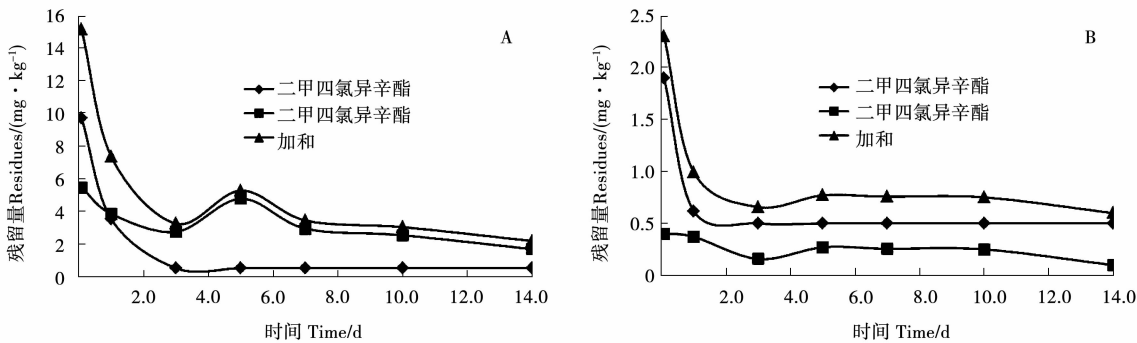 16
14
12
10
8
6
4
2
0
残留量Residues/(mg·kg⁻¹)
A
二甲四氯异辛酯
二甲四氯异辛酯
加和
2.0 4.0 6.0 8.0 10.0 12.0 14.0
时间 Time/d
2.5
2.0
1.5
1.0
0.5
0
残留量Residues/(mg·kg⁻¹)
B
二甲四氯异辛酯
二甲四氯异辛酯
加和
2.0 4.0 6.0 8.0 10.0 12.0 14.0
时间 Time/d